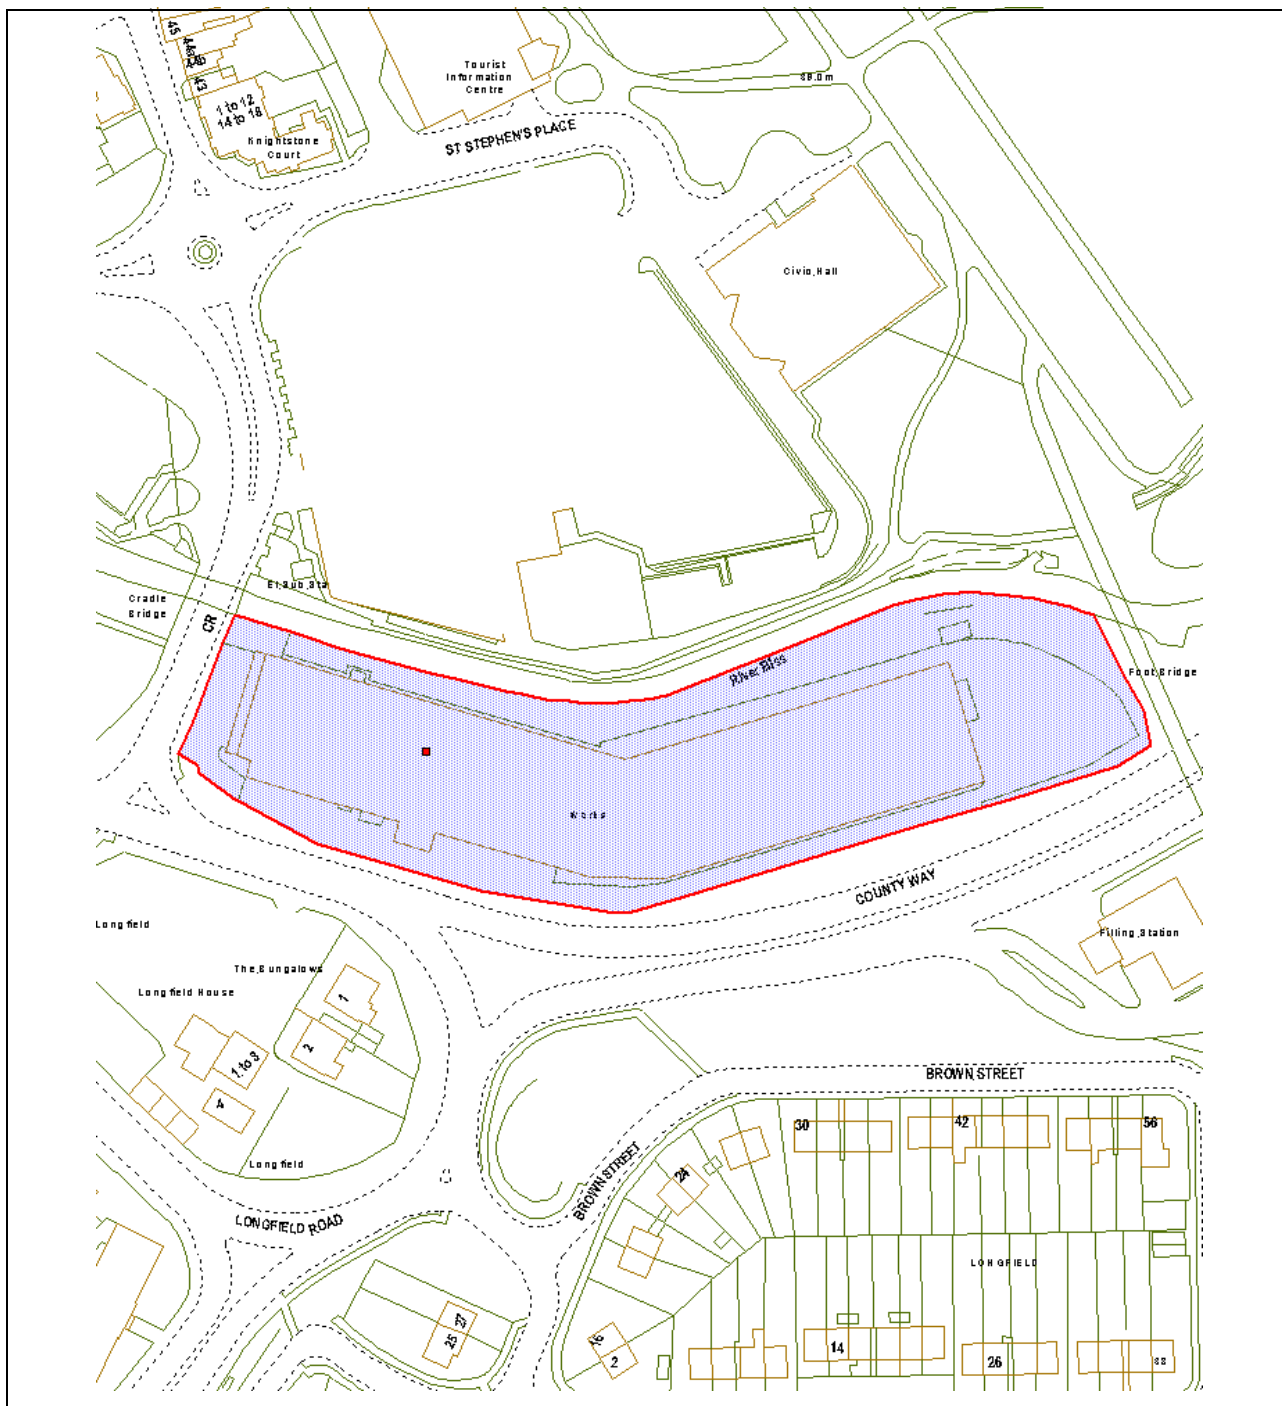 45
44a
44b
43
1 to 12
14 to 18
Knightstone
Court
Tourist
Information
Centre
ST STEPHEN'S PLACE
Civic Hall
El Sub Sta
Cradle
Bridge
CR
River Biss
Foot Bridge
Works
COUNTY WAY
Filling Station
Longfield
The Bungalows
Longfield House
1
2
1 to 3
4
Longfield
LONGFIELD ROAD
BROWN STREET
BROWN STREET
30
42
56
24
LONGFIELD
27
25
16
2
14
26